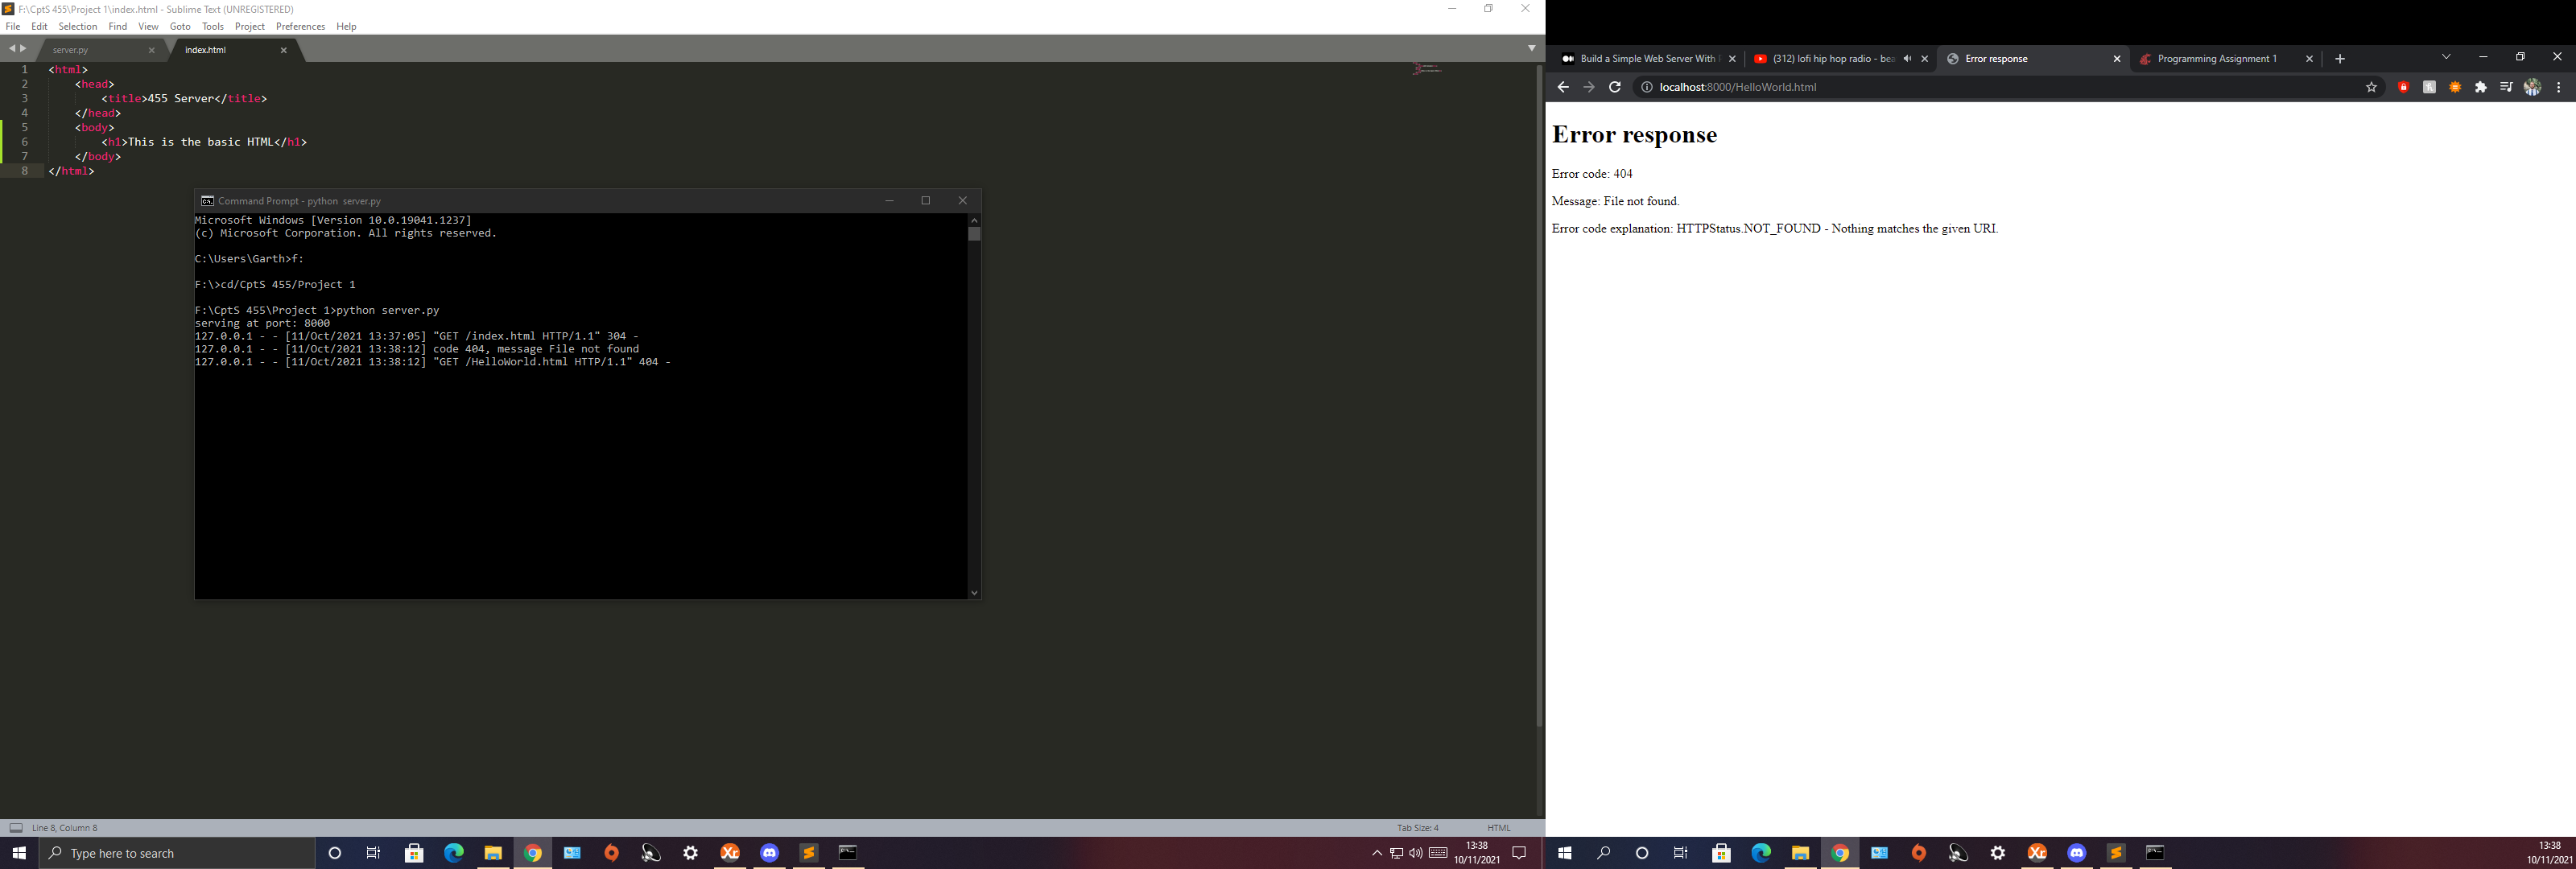 F:\CptS 455\Project 1\index.html - Sublime Text (UNREGISTERED)
File Edit Selection Find View Goto Tools Project Preferences Help
server.py
index.html
1 <html>
2 <head>
3 <title>455 Server</title>
4 </head>
5 <body>
6 <h1>This is the basic HTML</h1>
7 </body>
8 </html>
Command Prompt - python server.py
Microsoft Windows [Version 10.0.19041.1237]
(c) Microsoft Corporation. All rights reserved.
C:\Users\Garth>f:
F:\>cd/CptS 455/Project 1
F:\CptS 455\Project 1>python server.py
serving at port: 8000
127.0.0.1 - - [11/Oct/2021 13:37:05] "GET /index.html HTTP/1.1" 304 -
127.0.0.1 - - [11/Oct/2021 13:38:12] code 404, message File not found
127.0.0.1 - - [11/Oct/2021 13:38:12] "GET /HelloWorld.html HTTP/1.1" 404 -
Line 8, Column 8
Tab Size: 4
HTML
Type here to search
13:38
10/11/2021
Build a Simple Web Server With
(312) lofi hip hop radio - bea
Error response
Programming Assignment 1
localhost:8000/HelloWorld.html
Error response
Error code: 404
Message: File not found.
Error code explanation: HTTPStatus.NOT_FOUND - Nothing matches the given URI.
13:38
10/11/2021